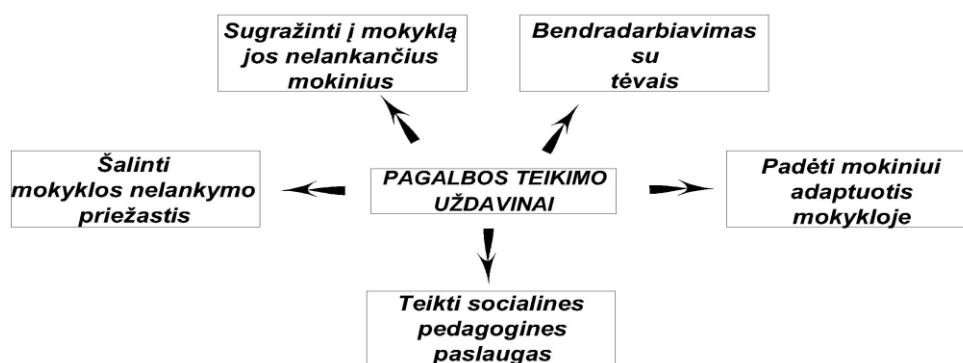 Sugražinti į mokyklą
jos nelankančius
mokinius
Bendradarbiavimas
su
tėvais
Šalinti
mokyklos nelankymo
priežastis
PAGALBOS TEIKIMO
UŽDAVINAI
Padėti mokiniui
adaptuotis
mokykloje
Teikti socialines
pedagogines
paslaugas